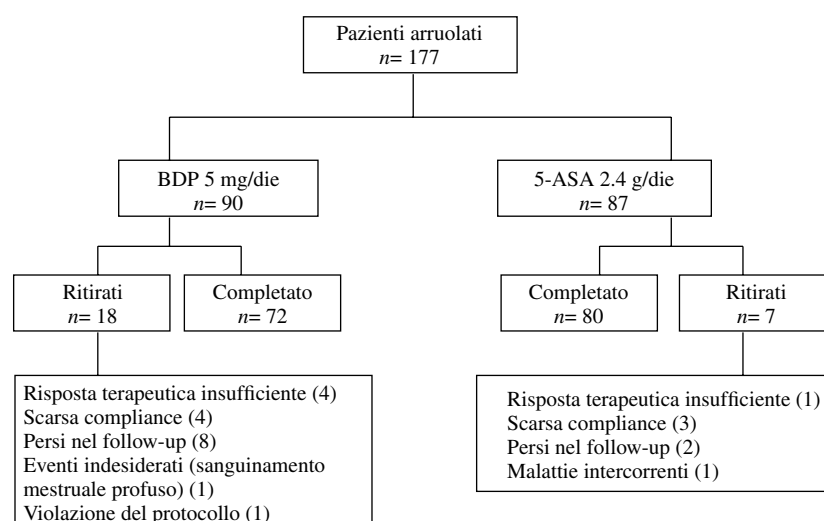 Pazienti arruolati
n= 177
BDP 5 mg/die
n= 90
5-ASA 2.4 g/die
n= 87
Ritirati
n= 18
Completato
n= 72
Completato
n= 80
Ritirati
n= 7
Risposta terapeutica insufficiente (4)
Scarsa compliance (4)
Persi nel follow-up (8)
Eventi indesiderati (sanguinamento
mestruale profuso) (1)
Violazione del protocollo (1)
Risposta terapeutica insufficiente (1)
Scarsa compliance (3)
Persi nel follow-up (2)
Malattie intercorrenti (1)